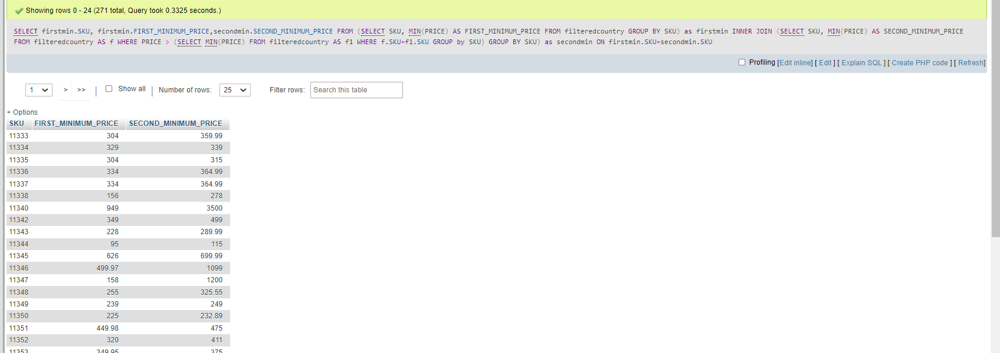 Showing rows 0 - 24 (271 total, Query took 0.3325 seconds.)
SELECT firstmin.SKU, firstmin.FIRST_MINIMUM_PRICE,secondmin.SECOND_MINIMUM_PRICE FROM (SELECT SKU, MIN(PRICE) AS FIRST_MINIMUM_PRICE FROM filteredcountry GROUP BY SKU) as firstmin INNER JOIN (SELECT SKU, MIN(PRICE) AS SECOND_MINIMUM_PRICE
FROM filteredcountry AS f WHERE PRICE > (SELECT MIN(PRICE) FROM filteredcountry AS f1 WHERE f.SKU=f1.SKU GROUP by SKU) GROUP BY SKU) as secondmin ON firstmin.SKU=secondmin.SKU
Profiling [Edit inline] [ Edit ] [ Explain SQL ] [ Create PHP code ] [ Refresh]
1 > >> | Show all | Number of rows: 25 Filter rows: Search this table
+ Options
SKU FIRST_MINIMUM_PRICE SECOND_MINIMUM_PRICE
11333 304 359.99
11334 329 339
11335 304 315
11336 334 364.99
11337 334 364.99
11338 156 278
11340 949 3500
11342 349 499
11343 228 289.99
11344 95 115
11345 626 699.99
11346 499.97 1099
11347 158 1200
11348 255 325.55
11349 239 249
11350 225 232.89
11351 449.98 475
11352 320 411
11353 349.95 375